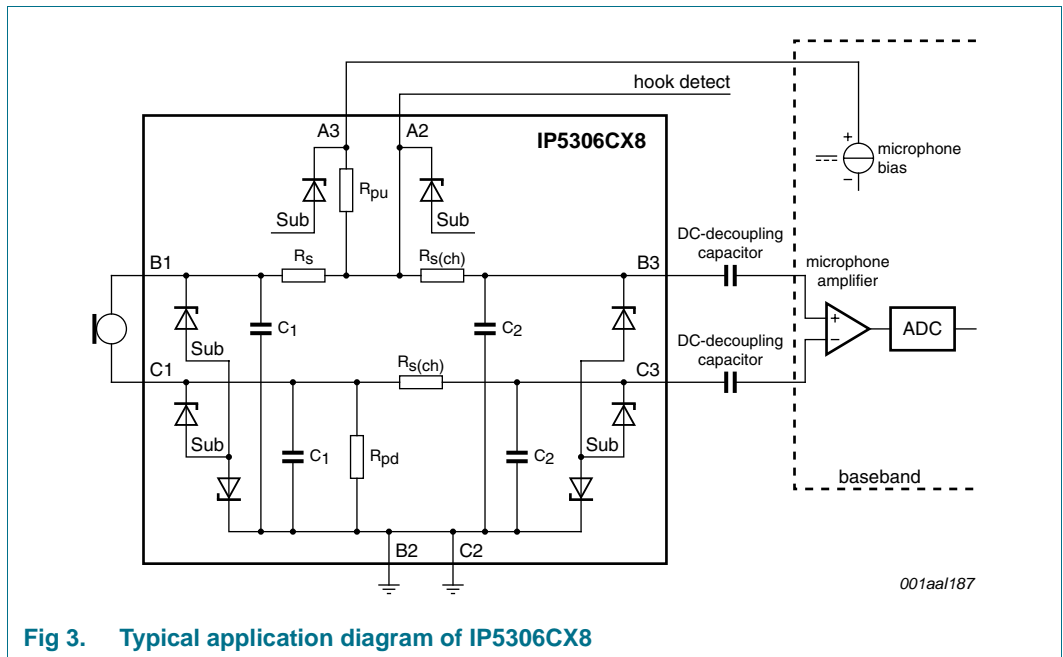 hook detect
A3
A2
IP5306CX8
+
microphone
bias
−
Rpu
Sub
Sub
DC-decoupling
capacitor
B1
Rs
Rs(ch)
B3
microphone
amplifier
C1
C2
+
−
ADC
Sub
DC-decoupling
capacitor
C1
Rs(ch)
C3
Sub
C1
Rpd
C2
Sub
baseband
B2
C2
001aal187
Fig 3. Typical application diagram of IP5306CX8